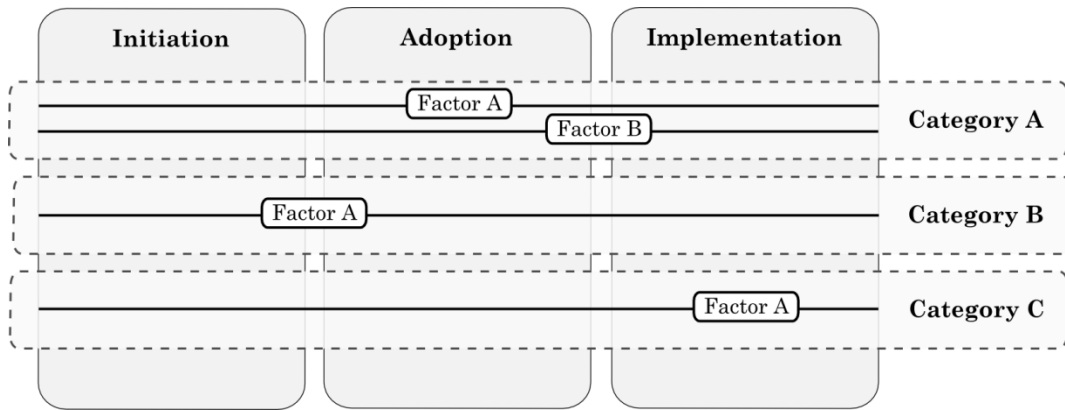 Initiation
Adoption
Implementation
Factor A
Factor B
Category A
Factor A
Category B
Factor A
Category C